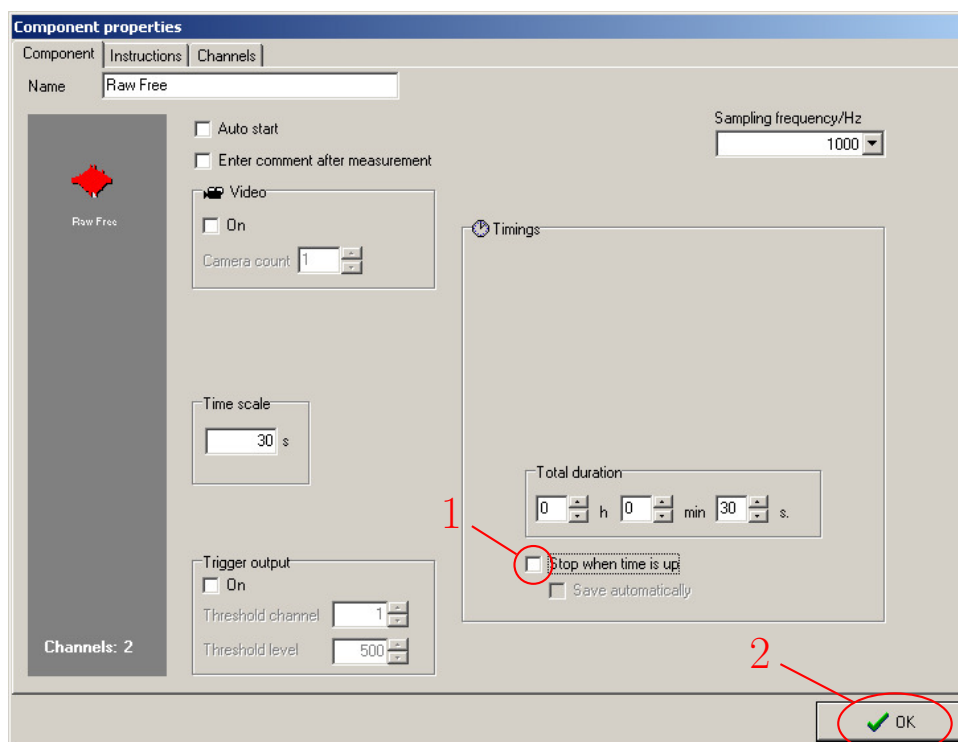 Component properties
Component Instructions Channels
Name Raw Free
Auto start
Sampling frequency/Hz
1000
Enter comment after measurement
Video
On
Camera count 1
Raw Free
Timings
Time scale
30 s
Total duration
0 h 0 min 30 s.
1
Stop when time is up
Save automatically
Trigger output
On
Threshold channel 1
Threshold level 500
Channels: 2
2
OK